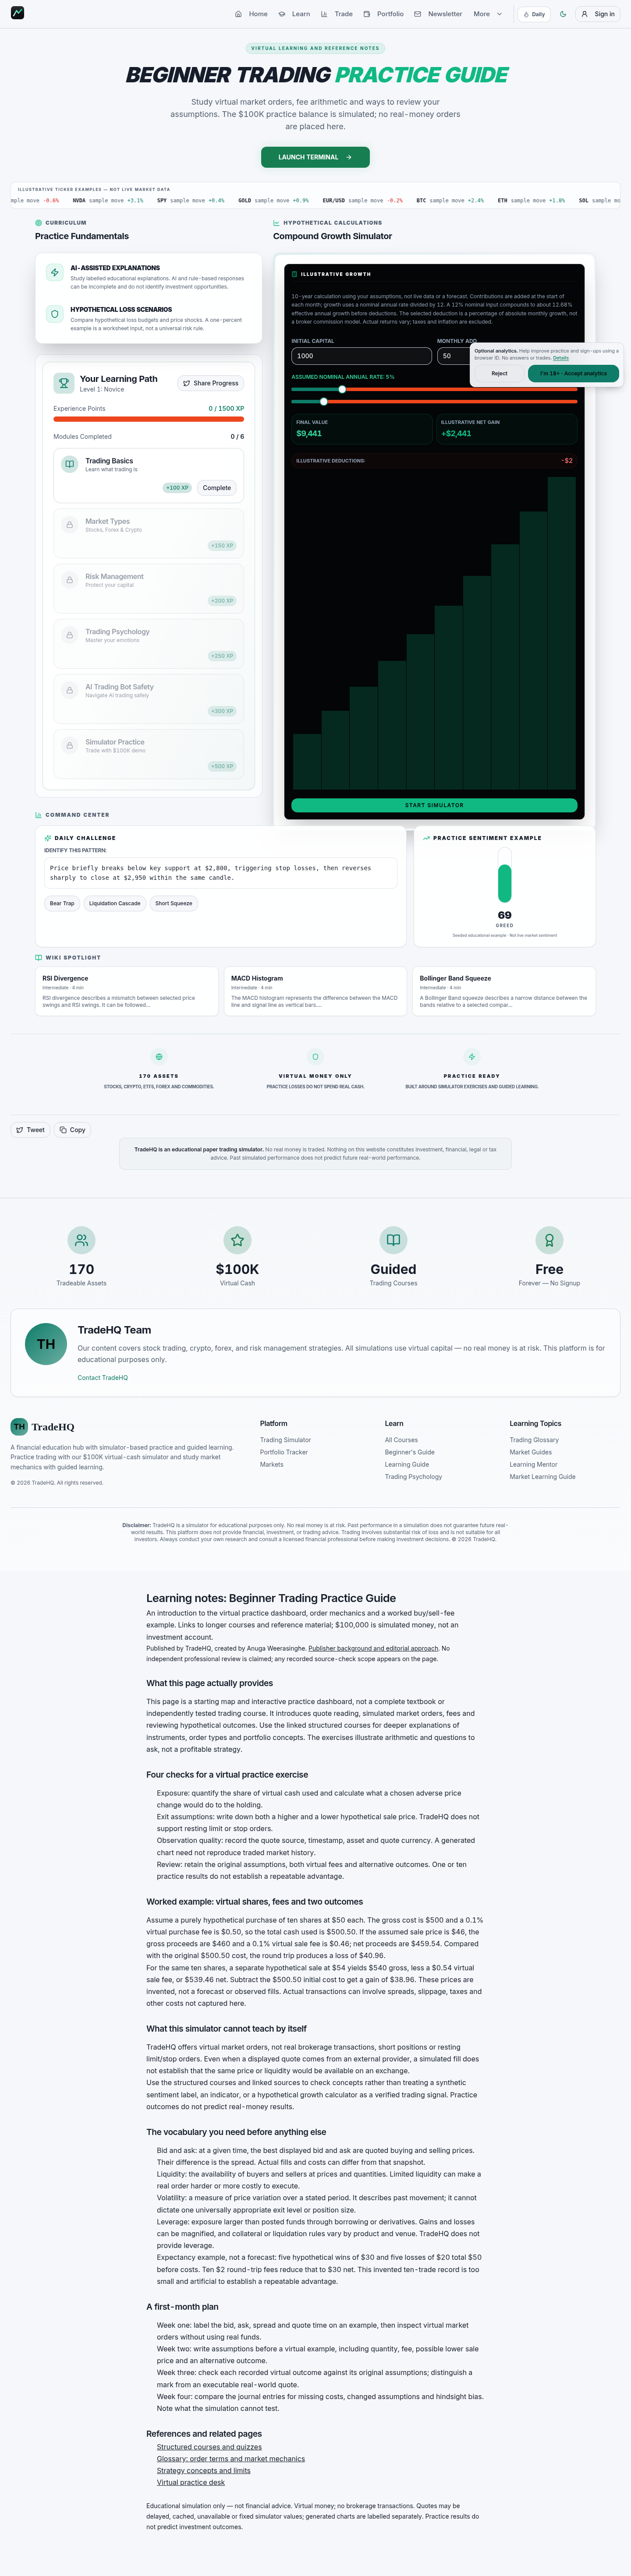 Home Learn Trade Portfolio Newsletter More Daily Sign in
VIRTUAL LEARNING AND REFERENCE NOTES
BEGINNER TRADING PRACTICE GUIDE
Study virtual market orders, fee arithmetic and ways to review your
assumptions. The $100K practice balance is simulated; no real-money orders
are placed here.
LAUNCH TERMINAL
ILLUSTRATIVE TICKER EXAMPLES — NOT LIVE MARKET DATA
mple move -0.6% NVDA sample move +3.1% SPY sample move +0.4% GOLD sample move +0.9% EUR/USD sample move -0.2% BTC sample move +2.4% ETH sample move +1.8% SOL sample mo
CURRICULUM
Practice Fundamentals
AI-ASSISTED EXPLANATIONS
Study labelled educational explanations. AI and rule-based responses
can be incomplete and do not identify investment opportunities.
HYPOTHETICAL LOSS SCENARIOS
Compare hypothetical loss budgets and price shocks. A one-percent
example is a worksheet input, not a universal risk rule.
Your Learning Path
Level 1: Novice
Share Progress
Experience Points 0 / 1500 XP
Modules Completed 0 / 6
Trading Basics
Learn what trading is
+100 XP Complete
Market Types
Stocks, Forex & Crypto
+150 XP
Risk Management
Protect your capital
+200 XP
Trading Psychology
Master your emotions
+250 XP
AI Trading Bot Safety
Navigate AI trading safely
+300 XP
Simulator Practice
Trade with $100K demo
+500 XP
HYPOTHETICAL CALCULATIONS
Compound Growth Simulator
ILLUSTRATIVE GROWTH
10-year calculation using your assumptions, not live data or a forecast. Contributions are added at the start of
each month; growth uses a nominal annual rate divided by 12. A 12% nominal input compounds to about 12.68%
effective annual growth before deductions. The selected deduction is a percentage of absolute monthly growth, not
a broker commission model. Actual returns vary; taxes and inflation are excluded.
INITIAL CAPITAL MONTHLY ADD
1000 50
Optional analytics. Help improve practice and sign-ups using a
browser ID. No answers or trades. Details
Reject I'm 18+ · Accept analytics
ASSUMED NOMINAL ANNUAL RATE: 5%
FINAL VALUE
$9,441
ILLUSTRATIVE NET GAIN
+$2,441
ILLUSTRATIVE DEDUCTIONS: -$2
START SIMULATOR
COMMAND CENTER
DAILY CHALLENGE
IDENTIFY THIS PATTERN:
Price briefly breaks below key support at $2,800, triggering stop losses, then reverses
sharply to close at $2,950 within the same candle.
Bear Trap Liquidation Cascade Short Squeeze
PRACTICE SENTIMENT EXAMPLE
69
GREED
Seeded educational example · Not live market sentiment
WIKI SPOTLIGHT
RSI Divergence
Intermediate · 4 min
RSI divergence describes a mismatch between selected price
swings and RSI swings. It can be followed...
MACD Histogram
Intermediate · 4 min
The MACD histogram represents the difference between the MACD
line and signal line as vertical bars....
Bollinger Band Squeeze
Intermediate · 4 min
A Bollinger Band squeeze describes a narrow distance between the
bands relative to a selected compar...
170 ASSETS
STOCKS, CRYPTO, ETFS, FOREX AND COMMODITIES.
VIRTUAL MONEY ONLY
PRACTICE LOSSES DO NOT SPEND REAL CASH.
PRACTICE READY
BUILT AROUND SIMULATOR EXERCISES AND GUIDED LEARNING.
Tweet Copy
TradeHQ is an educational paper trading simulator. No real money is traded. Nothing on this website constitutes investment, financial, legal or tax
advice. Past simulated performance does not predict future real-world performance.
170
Tradeable Assets
$100K
Virtual Cash
Guided
Trading Courses
Free
Forever — No Signup
TH
TradeHQ Team
Our content covers stock trading, crypto, forex, and risk management strategies. All simulations use virtual capital — no real money is at risk. This platform is for
educational purposes only.
Contact TradeHQ
TH TradeHQ
A financial education hub with simulator-based practice and guided learning.
Practice trading with our $100K virtual-cash simulator and study market
mechanics with guided learning.
© 2026 TradeHQ. All rights reserved.
Platform
Trading Simulator
Portfolio Tracker
Markets
Learn
All Courses
Beginner's Guide
Learning Guide
Trading Psychology
Learning Topics
Trading Glossary
Market Guides
Learning Mentor
Market Learning Guide
Disclaimer: TradeHQ is a simulator for educational purposes only. No real money is at risk. Past performance in a simulation does not guarantee future real-
world results. This platform does not provide financial, investment, or trading advice. Trading involves substantial risk of loss and is not suitable for all
investors. Always conduct your own research and consult a licensed financial professional before making investment decisions. © 2026 TradeHQ.
Learning notes: Beginner Trading Practice Guide
An introduction to the virtual practice dashboard, order mechanics and a worked buy/sell-fee
example. Links to longer courses and reference material; $100,000 is simulated money, not an
investment account.
Published by TradeHQ, created by Anuga Weerasinghe. Publisher background and editorial approach. No
independent professional review is claimed; any recorded source-check scope appears on the page.
What this page actually provides
This page is a starting map and interactive practice dashboard, not a complete textbook or
independently tested trading course. It introduces quote reading, simulated market orders, fees and
reviewing hypothetical outcomes. Use the linked structured courses for deeper explanations of
instruments, order types and portfolio concepts. The exercises illustrate arithmetic and questions to
ask, not a profitable strategy.
Four checks for a virtual practice exercise
Exposure: quantify the share of virtual cash used and calculate what a chosen adverse price
change would do to the holding.
Exit assumptions: write down both a higher and a lower hypothetical sale price. TradeHQ does not
support resting limit or stop orders.
Observation quality: record the quote source, timestamp, asset and quote currency. A generated
chart need not reproduce traded market history.
Review: retain the original assumptions, both virtual fees and alternative outcomes. One or ten
practice results do not establish a repeatable advantage.
Worked example: virtual shares, fees and two outcomes
Assume a purely hypothetical purchase of ten shares at $50 each. The gross cost is $500 and a 0.1%
virtual purchase fee is $0.50, so the total cash used is $500.50. If the assumed sale price is $46, the
gross proceeds are $460 and a 0.1% virtual sale fee is $0.46; net proceeds are $459.54. Compared
with the original $500.50 cost, the round trip produces a loss of $40.96.
For the same ten shares, a separate hypothetical sale at $54 yields $540 gross, less a $0.54 virtual
sale fee, or $539.46 net. Subtract the $500.50 initial cost to get a gain of $38.96. These prices are
invented, not a forecast or observed fills. Actual transactions can involve spreads, slippage, taxes and
other costs not captured here.
What this simulator cannot teach by itself
TradeHQ offers virtual market orders, not real brokerage transactions, short positions or resting
limit/stop orders. Even when a displayed quote comes from an external provider, a simulated fill does
not establish that the same price or liquidity would be available on an exchange.
Use the structured courses and linked sources to check concepts rather than treating a synthetic
sentiment label, an indicator, or a hypothetical growth calculator as a verified trading signal. Practice
outcomes do not predict real-money results.
The vocabulary you need before anything else
Bid and ask: at a given time, the best displayed bid and ask are quoted buying and selling prices.
Their difference is the spread. Actual fills and costs can differ from that snapshot.
Liquidity: the availability of buyers and sellers at prices and quantities. Limited liquidity can make a
real order harder or more costly to execute.
Volatility: a measure of price variation over a stated period. It describes past movement; it cannot
dictate one universally appropriate exit level or position size.
Leverage: exposure larger than posted funds through borrowing or derivatives. Gains and losses
can be magnified, and collateral or liquidation rules vary by product and venue. TradeHQ does not
provide leverage.
Expectancy example, not a forecast: five hypothetical wins of $30 and five losses of $20 total $50
before costs. Ten $2 round-trip fees reduce that to $30 net. This invented ten-trade record is too
small and artificial to establish a repeatable advantage.
A first-month plan
Week one: label the bid, ask, spread and quote time on an example, then inspect virtual market
orders without using real funds.
Week two: write assumptions before a virtual example, including quantity, fee, possible lower sale
price and an alternative outcome.
Week three: check each recorded virtual outcome against its original assumptions; distinguish a
mark from an executable real-world quote.
Week four: compare the journal entries for missing costs, changed assumptions and hindsight bias.
Note what the simulation cannot test.
References and related pages
Structured courses and quizzes
Glossary: order terms and market mechanics
Strategy concepts and limits
Virtual practice desk
Educational simulation only — not financial advice. Virtual money; no brokerage transactions. Quotes may be
delayed, cached, unavailable or fixed simulator values; generated charts are labelled separately. Practice results do
not predict investment outcomes.